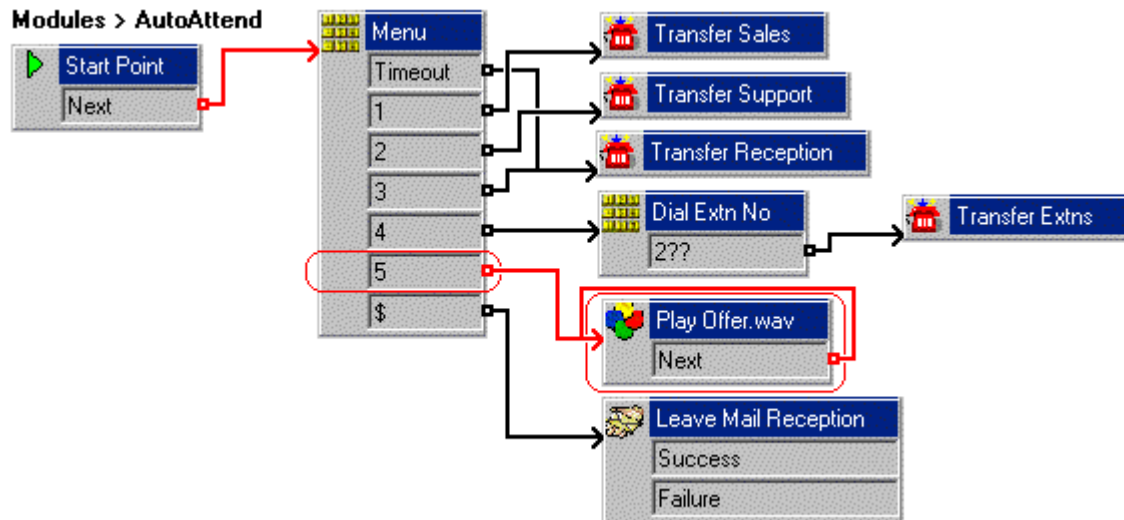 Modules > AutoAttend
Start Point
Next
Menu
Timeout
1
2
3
4
5
$
Transfer Sales
Transfer Support
Transfer Reception
Dial Extn No
2??
Transfer Extns
Play Offer.wav
Next
Leave Mail Reception
Success
Failure